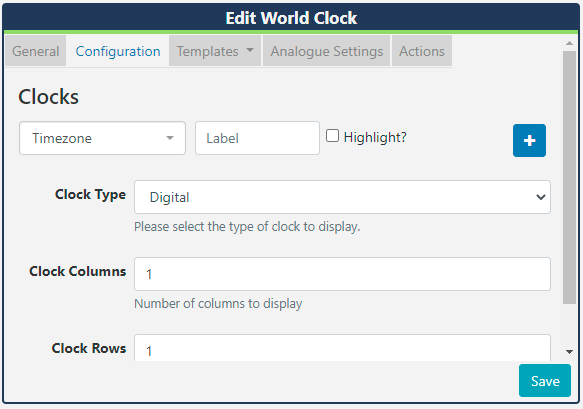 Edit World Clock
General Configuration Templates Analogue Settings Actions
Clocks
Timezone Label Highlight?
Clock Type Digital
Please select the type of clock to display.
Clock Columns 1
Number of columns to display
Clock Rows 1
Save